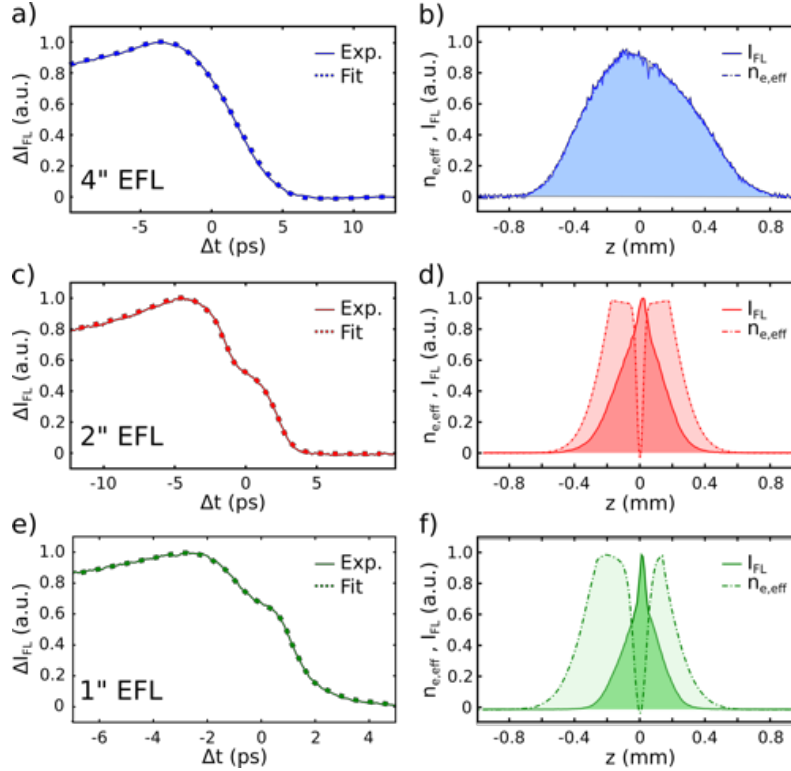 a)
ΔI_FL (a.u.)
1.0
0.8
0.6
0.4
0.2
0
Exp.
Fit
4" EFL
-5 0 5 10
Δt (ps)
b)
n_e,eff , I_FL (a.u.)
1.0
0.8
0.6
0.4
0.2
0
I_FL
n_e,eff
-0.8 -0.4 0 0.4 0.8
z (mm)
c)
ΔI_FL (a.u.)
1.0
0.8
0.6
0.4
0.2
0
Exp.
Fit
2" EFL
-10 -5 0 5
Δt (ps)
d)
n_e,eff , I_FL (a.u.)
1.0
0.8
0.6
0.4
0.2
0
I_FL
n_e,eff
-0.8 -0.4 0 0.4 0.8
z (mm)
e)
ΔI_FL (a.u.)
1.0
0.8
0.6
0.4
0.2
0
Exp.
Fit
1" EFL
-6 -4 -2 0 2 4
Δt (ps)
f)
n_e,eff , I_FL (a.u.)
1.0
0.8
0.6
0.4
0.2
0
I_FL
n_e,eff
-0.8 -0.4 0 0.4 0.8
z (mm)